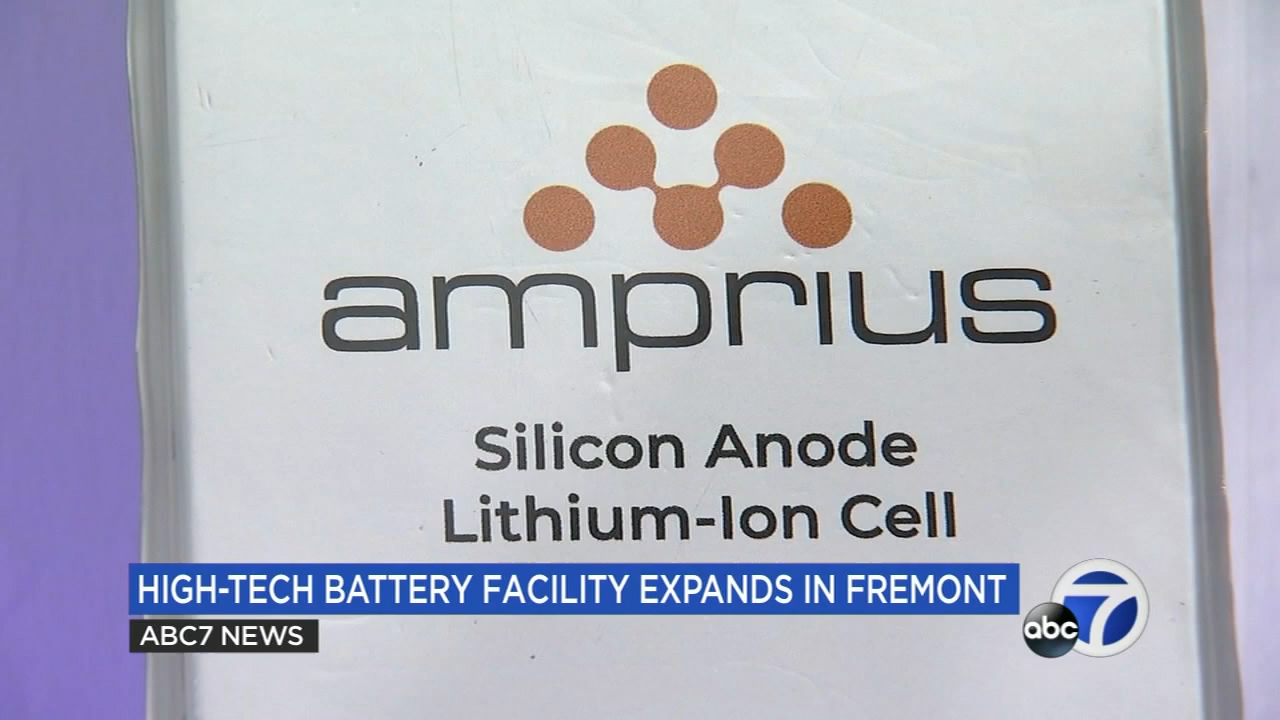 amprius
Silicon Anode
Lithium-Ion Cell
HIGH-TECH BATTERY FACILITY EXPANDS IN FREMONT
ABC7 NEWS
abc 7